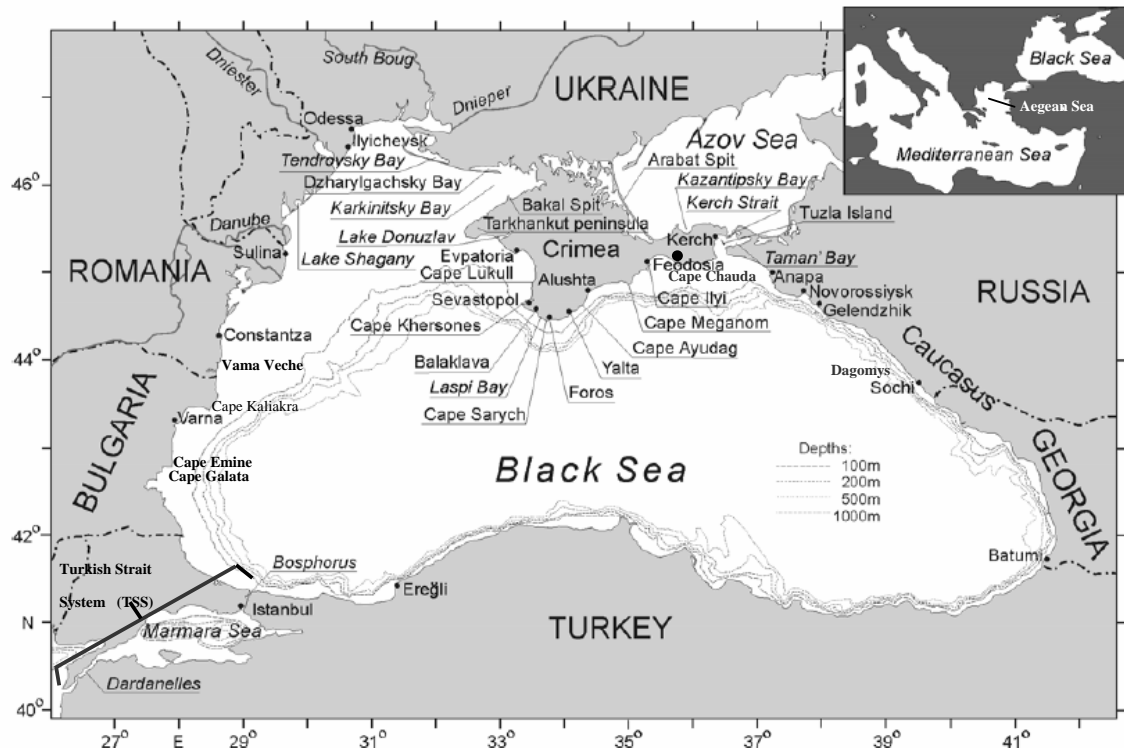 Black Sea
Aegean Sea
Mediterranean Sea
Dniester
South Boug
Dnieper
UKRAINE
Odessa
Ilyichevsk
Azov Sea
Tendrovsky Bay
Arabat Spit
46°
Dzharylgachsky Bay
Kazantipsky Bay
Karkinitsky Bay
Bakal Spit
Kerch Strait
Danube
Tarkhankut peninsula
Tuzla Island
Lake Donuzlav
Crimea
Kerch
Sulina
Lake Shagany
Evpatoria
Feodosia
Taman' Bay
ROMANIA
Cape Lukull
Alushta
Cape Chauda
Anapa
Sevastopol
Cape Ilyi
Novorossiysk
RUSSIA
Constantza
Cape Khersones
Cape Meganom
Gelendzhik
44°
Vama Veche
Balaklava
Cape Ayudag
Caucasus
Laspi Bay
Yalta
Dagomys
Foros
Sochi
Cape Kaliakra
Cape Sarych
Varna
BULGARIA
GEORGIA
Cape Emine
Cape Galata
Black Sea
Depths:
100m
200m
500m
1000m
42°
Batumi
Bosphorus
Turkish Strait
System (TSS)
Ereğli
Istanbul
N
Marmara Sea
TURKEY
Dardanelles
40°
27° E 29° 31° 33° 35° 37° 39° 41°